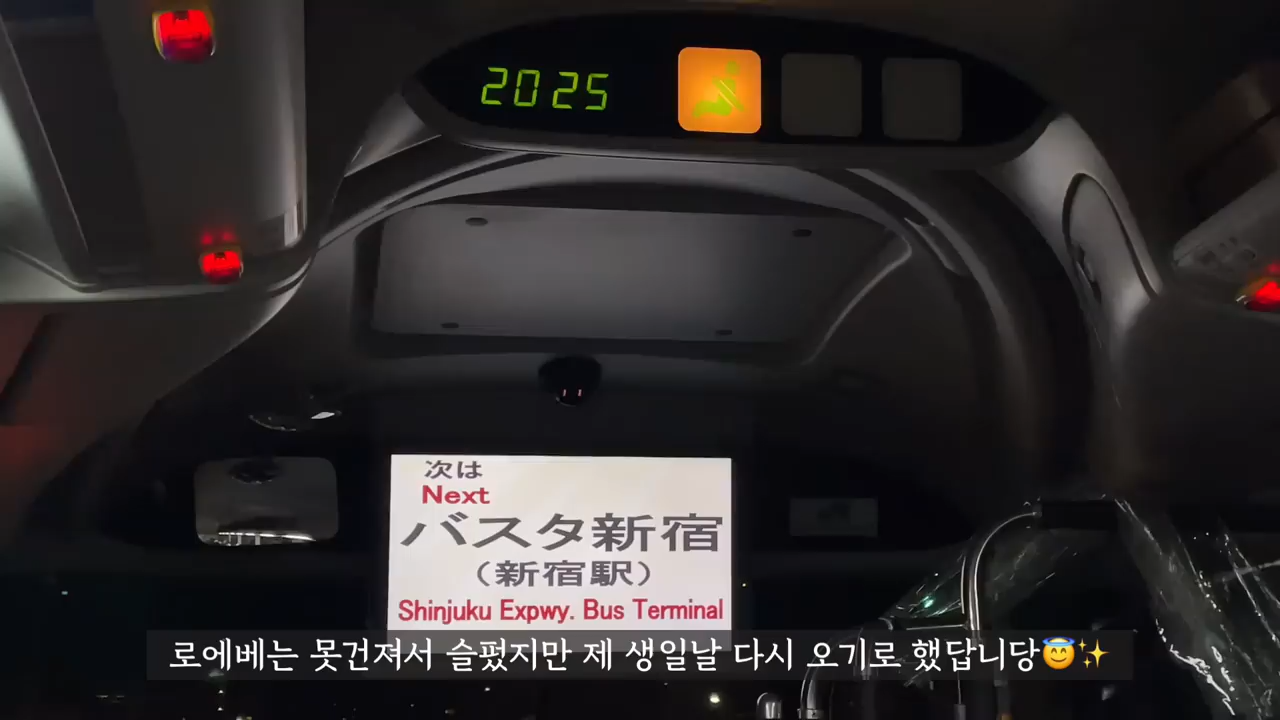 2025
次は
Next
バスタ新宿
（新宿駅）
Shinjuku Expwy. Bus Terminal
로에베는 못건져서 슬펐지만 제 생일날 다시 오기로 했답니당😇✨